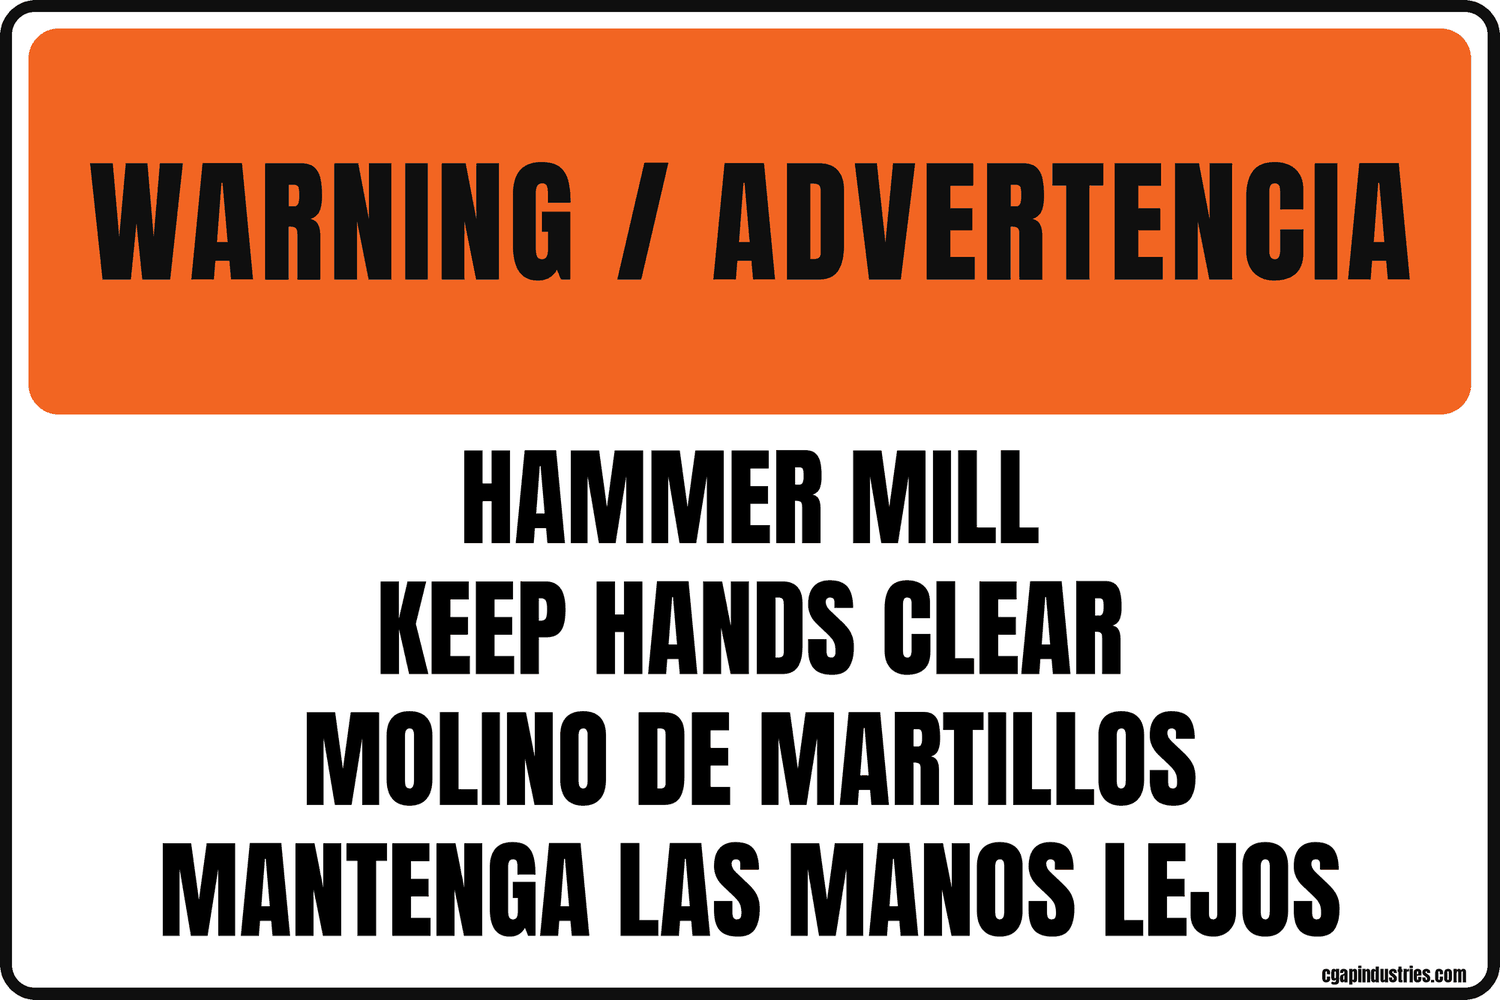 WARNING / ADVERTENCIA
HAMMER MILL
KEEP HANDS CLEAR
MOLINO DE MARTILLOS
MANTENGA LAS MANOS LEJOS
cgapindustries.com